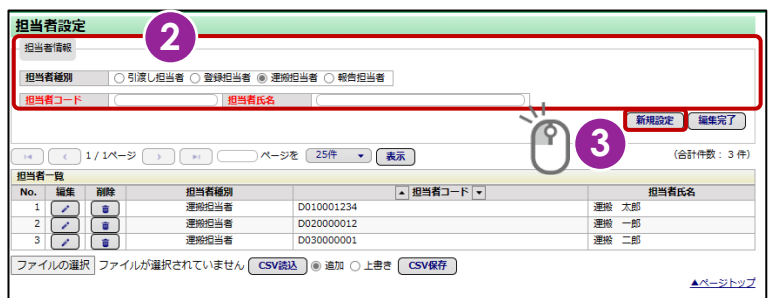 担当者設定
2
担当者情報
担当者種別 引渡し担当者 登録担当者 運搬担当者 報告担当者
担当者コード 担当者氏名
新規設定 編集完了
3
1 / 1ページ ページを 25件 表示 (合計件数: 3 件)
担当者一覧
No. 編集 削除 担当者種別 ▲ 担当者コード ▼ 担当者氏名
1 運搬担当者 D010001234 運搬 太郎
2 運搬担当者 D020000012 運搬 一郎
3 運搬担当者 D030000001 運搬 二郎
ファイルの選択 ファイルが選択されていません CSV読込 追加 上書き CSV保存
▲ページトップ